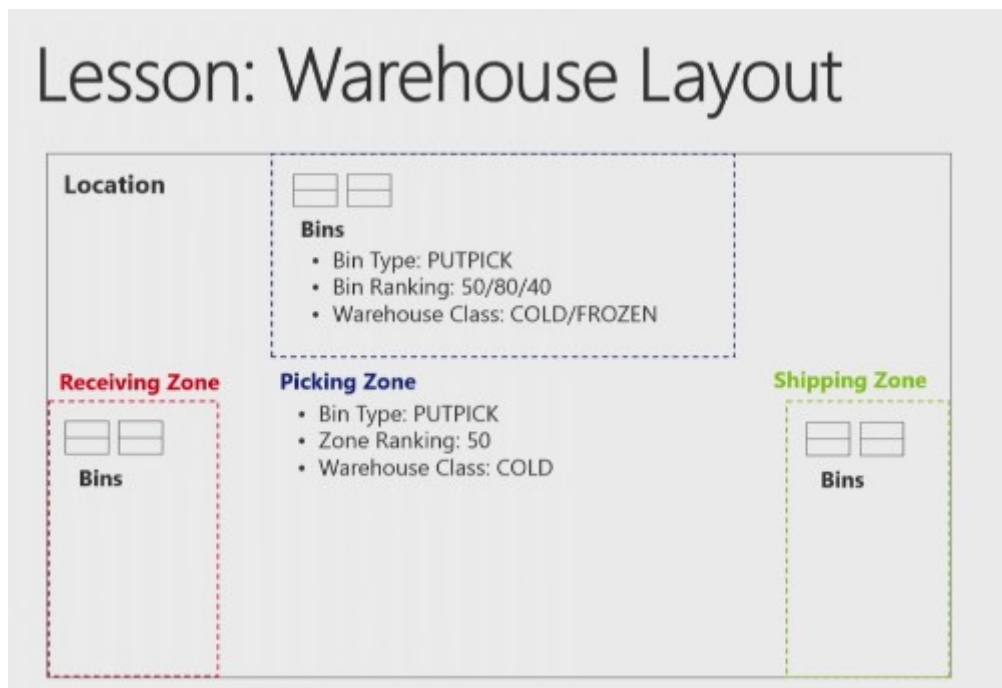 Lesson: Warehouse Layout
Location
Bins
• Bin Type: PUTPICK
• Bin Ranking: 50/80/40
• Warehouse Class: COLD/FROZEN
Receiving Zone
Bins
Picking Zone
• Bin Type: PUTPICK
• Zone Ranking: 50
• Warehouse Class: COLD
Shipping Zone
Bins